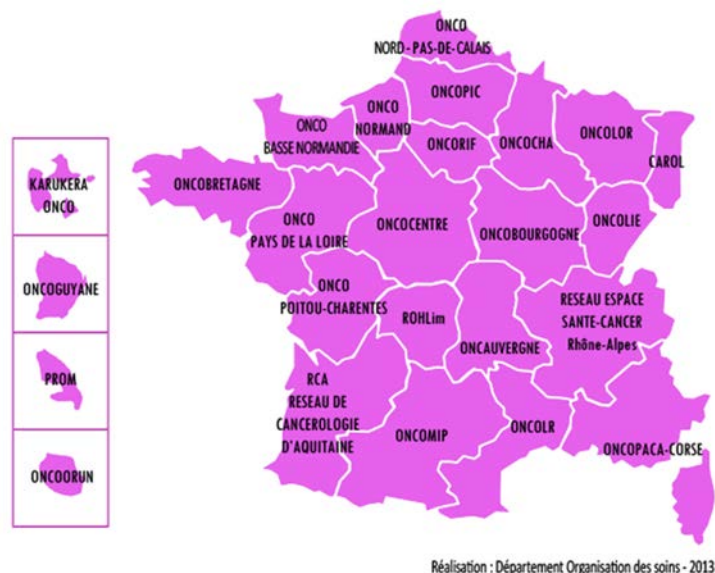 ONCO
NORD - PAS-DE-CALAIS
ONCOPIC
ONCO
NORMAND
ONCO
BASSE NORMANDIE
ONCORIF
ONCOCHA
ONCOLOR
CAROL
ONCOBRETAGNE
ONCO
PAYS DE LA LOIRE
ONCOCENTRE
ONCOBOURGOGNE
ONCOLIE
ONCO
POITOU-CHARENTES
ROHLim
ONCAUVERGNE
RESEAU ESPACE
SANTE-CANCER
Rhône-Alpes
RCA
RESEAU DE
CANCEROLOGIE
D'AQUITAINE
ONCOMIP
ONCOLR
ONCOPACA-CORSE
KARUKERA
ONCO
ONCOGUYANE
PROM
ONCOORUN
Réalisation : Département Organisation des soins - 2013